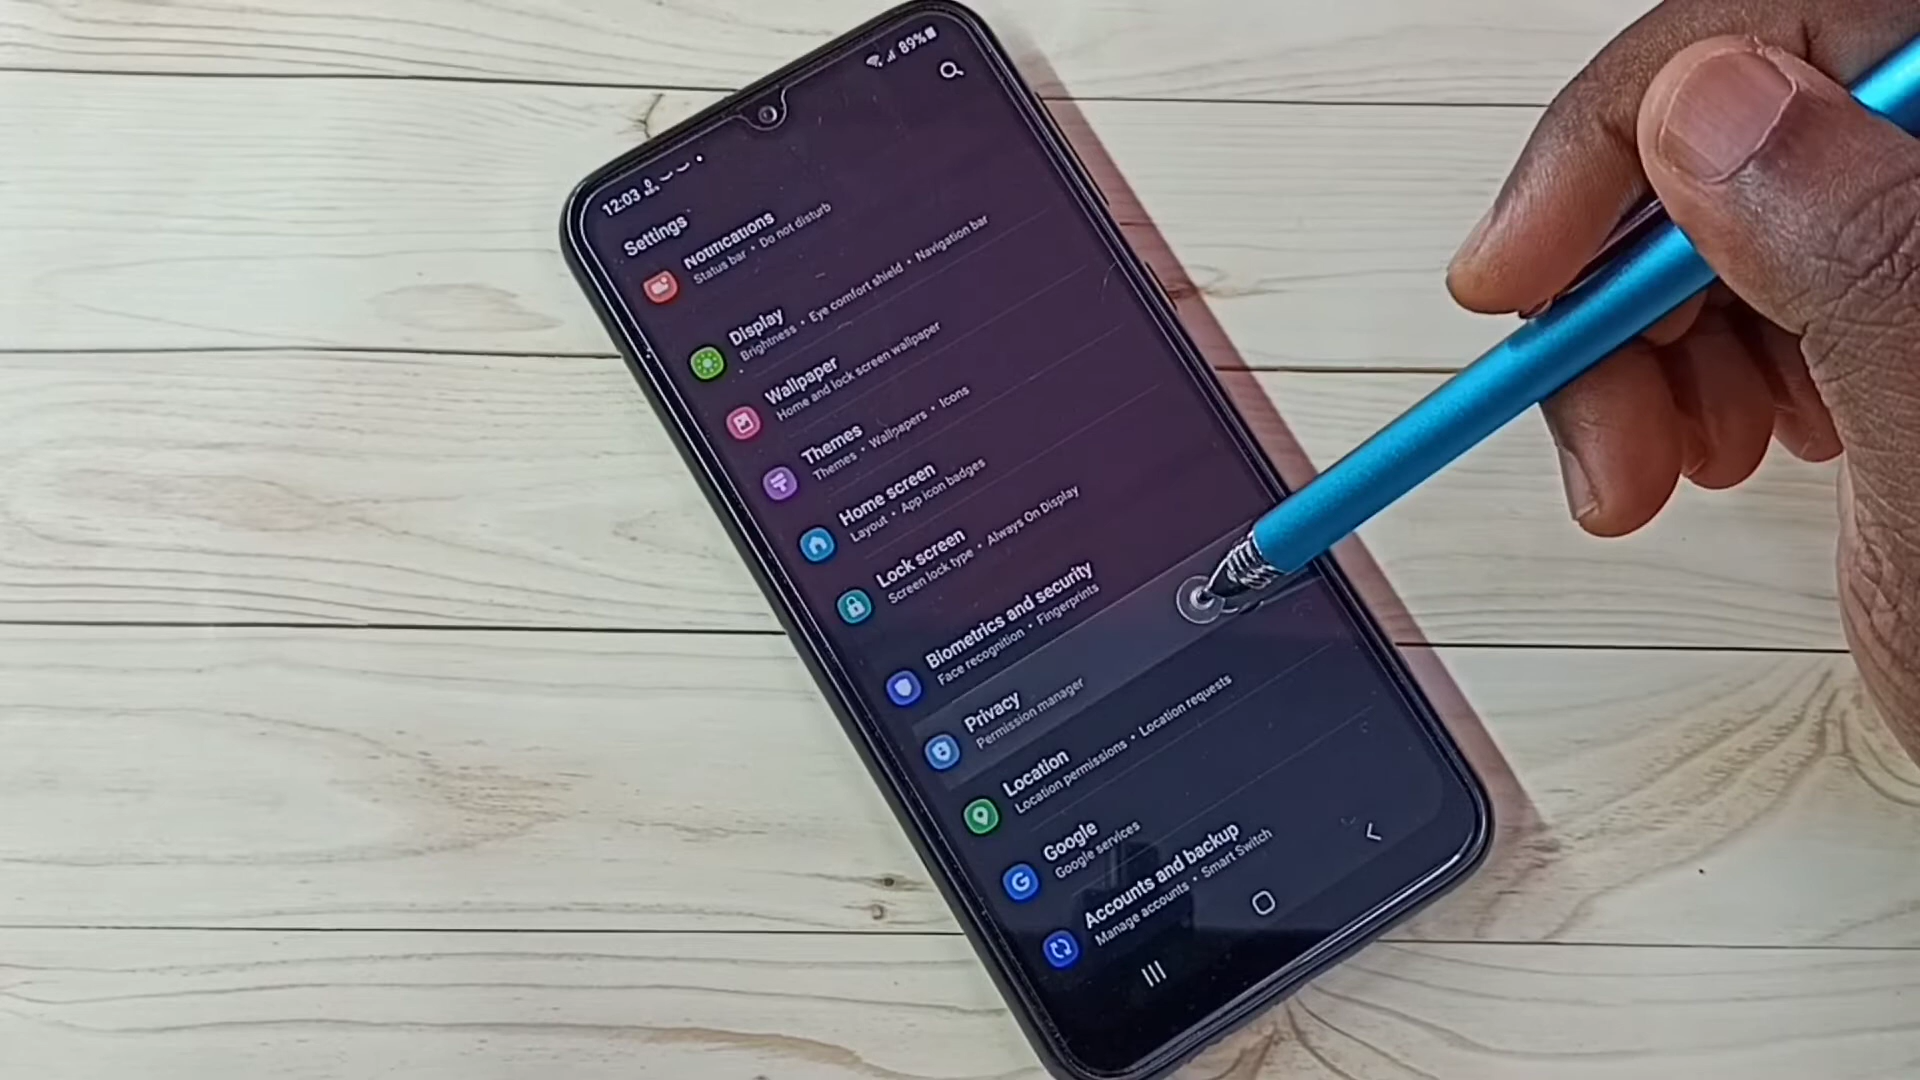 12:03
89%
Settings
Notifications
Status bar • Do not disturb
Display
Brightness • Eye comfort shield • Navigation bar
Wallpaper
Home and lock screen wallpaper
Themes
Themes • Wallpapers • Icons
Home screen
Layout • App icon badges
Lock screen
Screen lock type • Always On Display
Biometrics and security
Face recognition • Fingerprints
Privacy
Permission manager
Location
Location permissions • Location requests
Google
Google services
Accounts and backup
Manage accounts • Smart Switch